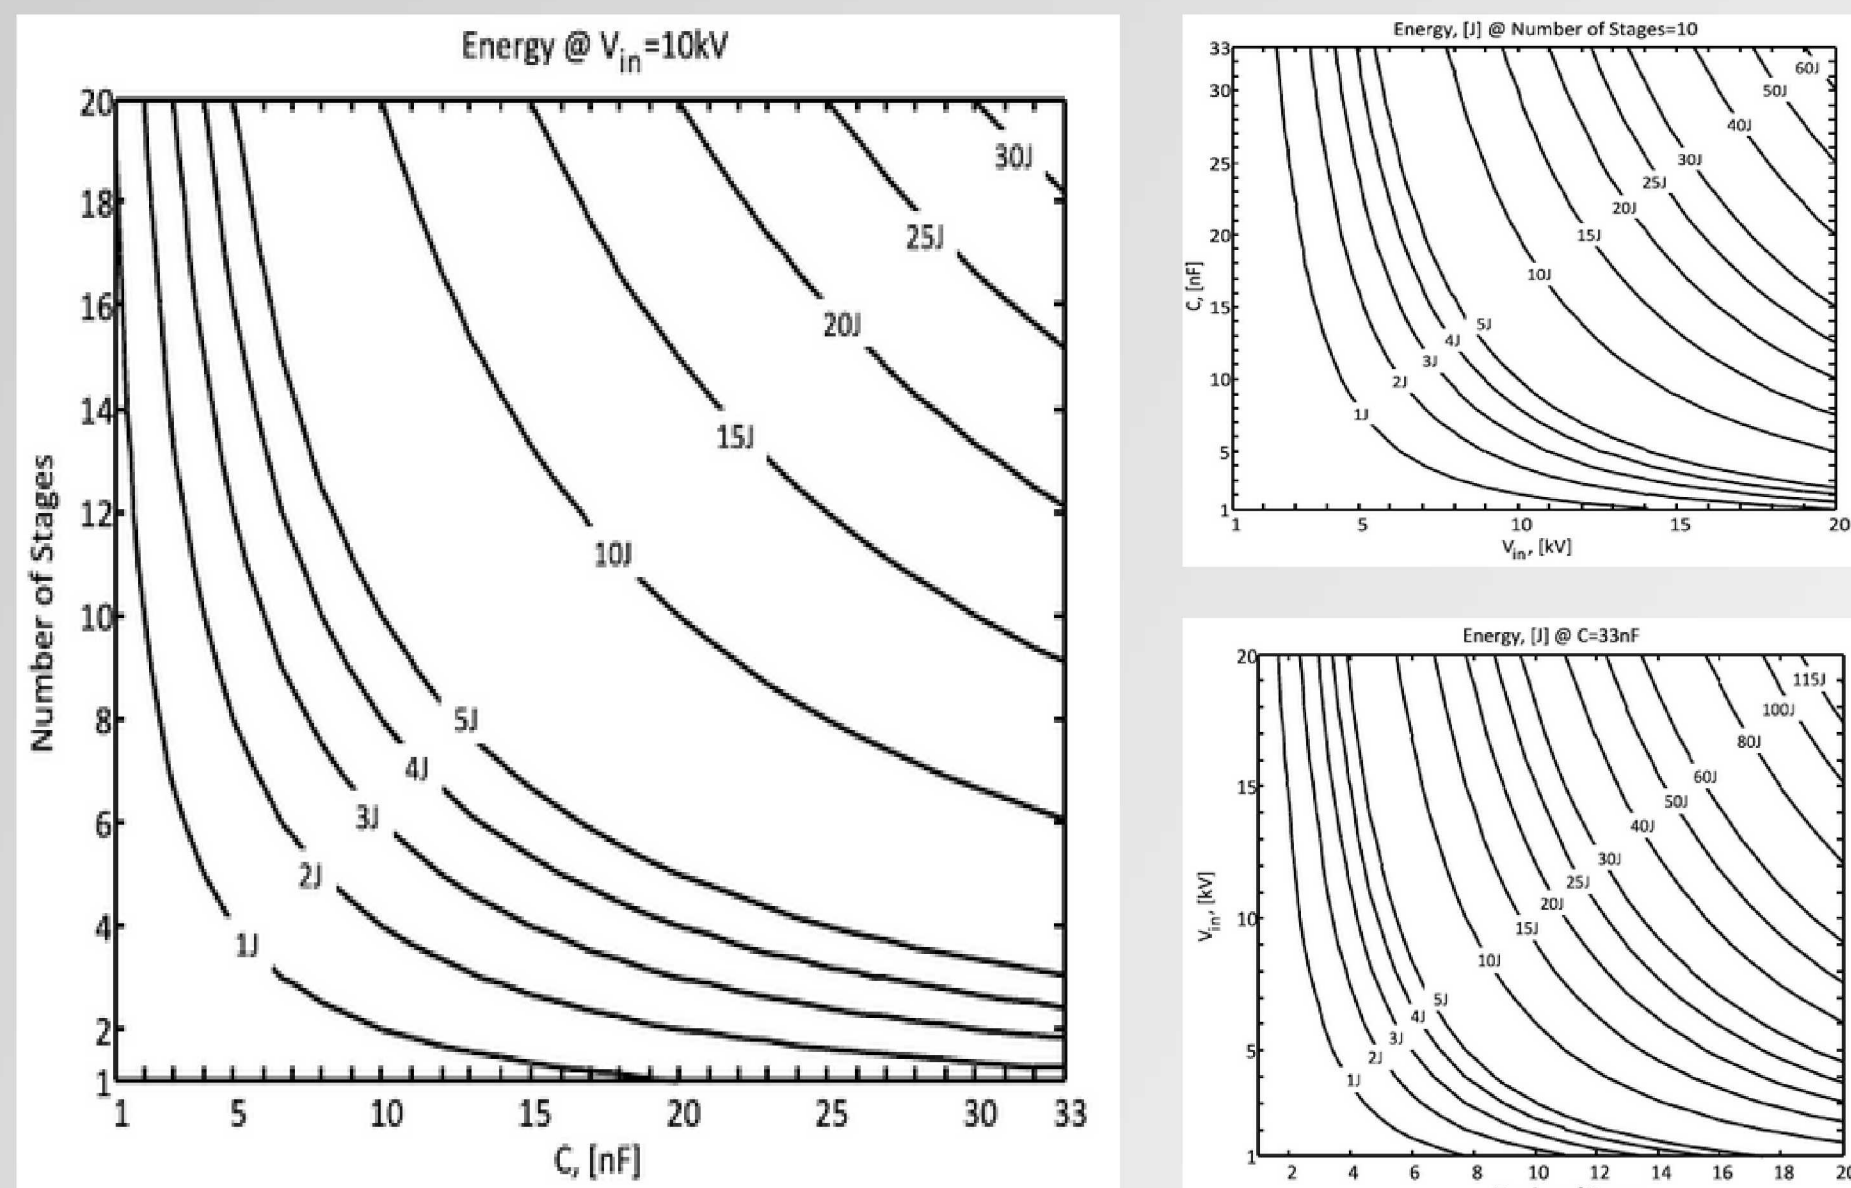 Energy @ Vin=10kV
20
18
16
14
12
10
8
6
4
2
1
Number of Stages
30J
25J
20J
15J
10J
5J
4J
3J
2J
1J
1 5 10 15 20 25 30 33
C, [nF]
Energy, [J] @ Number of Stages=10
33
30
25
20
15
10
5
1
C, [nF]
60J
50J
40J
30J
25J
20J
15J
10J
5J
4J
3J
2J
1J
1 5 10 15 20
Vin, [kV]
Energy, [J] @ C=33nF
20
15
10
5
1
Vin, [kV]
115J
100J
80J
60J
50J
40J
30J
25J
20J
15J
10J
5J
4J
3J
2J
1J
2 4 6 8 10 12 14 16 18 20